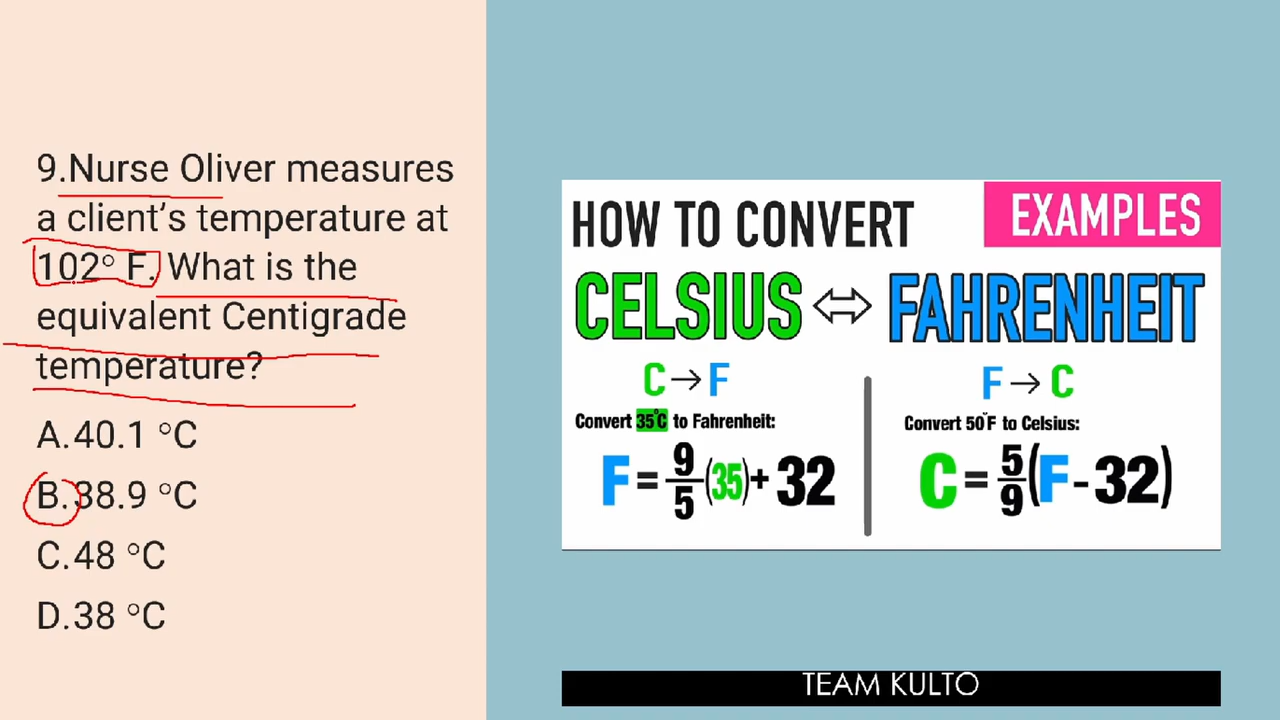 9.Nurse Oliver measures
a client's temperature at
102° F. What is the
equivalent Centigrade
temperature?
A.40.1 °C
B.38.9 °C
C.48 °C
D.38 °C
HOW TO CONVERT
EXAMPLES
CELSIUS ⇔ FAHRENHEIT
C → F
Convert 35°C to Fahrenheit:
F = 9/5 (35) + 32
F → C
Convert 50°F to Celsius:
C = 5/9 (F - 32)
TEAM KULTO